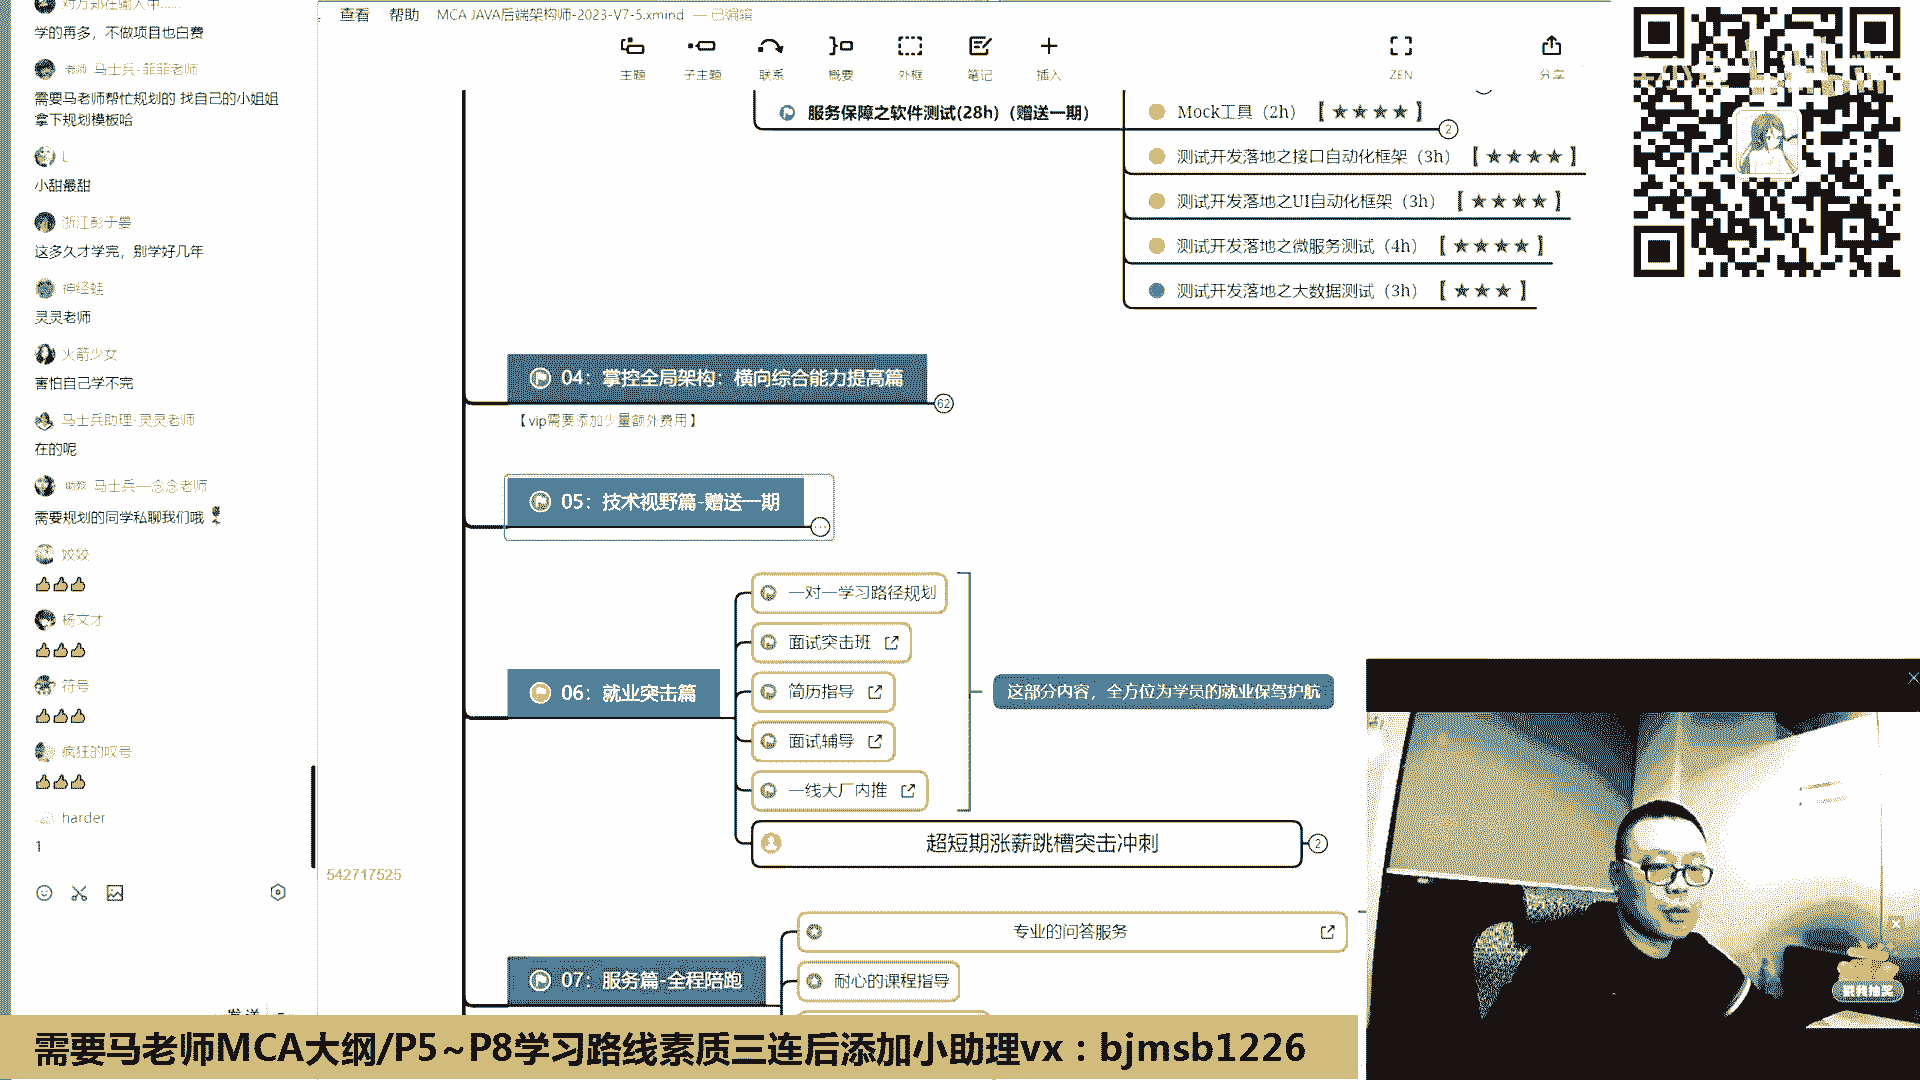 查看 帮助 MCA JAVA后端架构师-2023-V7-5.xmind — 已编辑
主题 子主题 联系 概要 外框 笔记 插入 ZEN 分享
对方正在输入中......
学的再多，不做项目也白费
老师 马士兵-菲菲老师
需要马老师帮忙规划的 找自己的小姐姐
拿下规划模板哈
L
小甜最甜
浙江彭于晏
这多久才学完，别学好几年
神经蛙
灵灵老师
火箭少女
害怕自己学不完
马士兵助理-灵灵老师
在的呢
助教 马士兵—念念老师
需要规划的同学私聊我们哦
姣姣
杨文才
符号
疯狂的叹号
harder
1
发送
服务保障之软件测试(28h)（赠送一期）
Mock工具（2h）【★★★★】
2
测试开发落地之接口自动化框架（3h）【★★★★】
测试开发落地之UI自动化框架（3h）【★★★★】
测试开发落地之微服务测试（4h）【★★★★】
测试开发落地之大数据测试（3h）【★★★】
04：掌控全局架构：横向综合能力提高篇
62
【vip需要添加少量额外费用】
05：技术视野篇-赠送一期
06：就业突击篇
一对一学习路径规划
面试突击班
简历指导
面试辅导
一线大厂内推
这部分内容，全方位为学员的就业保驾护航
超短期涨薪跳槽突击冲刺
2
542717525
07：服务篇-全程陪跑
专业的问答服务
耐心的课程指导
需要马老师MCA大纲/P5~P8学习路线素质三连后添加小助理vx：bjmsb1226